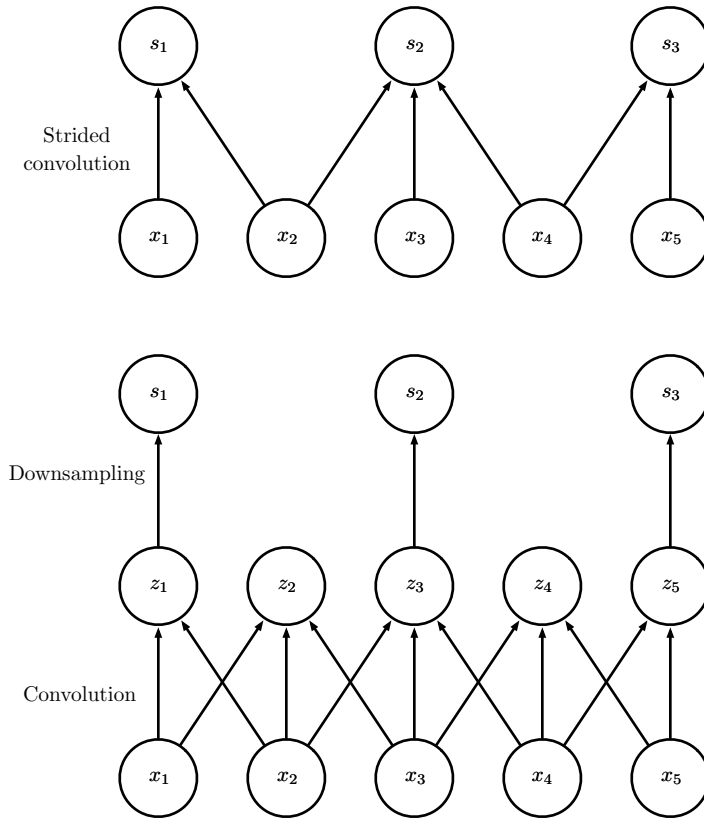 s₁ s₂ s₃
Strided
convolution
x₁ x₂ x₃ x₄ x₅
s₁ s₂ s₃
Downsampling
z₁ z₂ z₃ z₄ z₅
Convolution
x₁ x₂ x₃ x₄ x₅